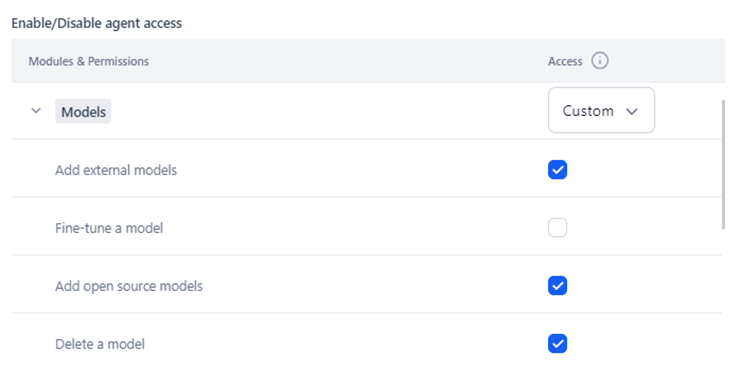 Enable/Disable agent access
Modules & Permissions Access
Models Custom
Add external models
Fine-tune a model
Add open source models
Delete a model